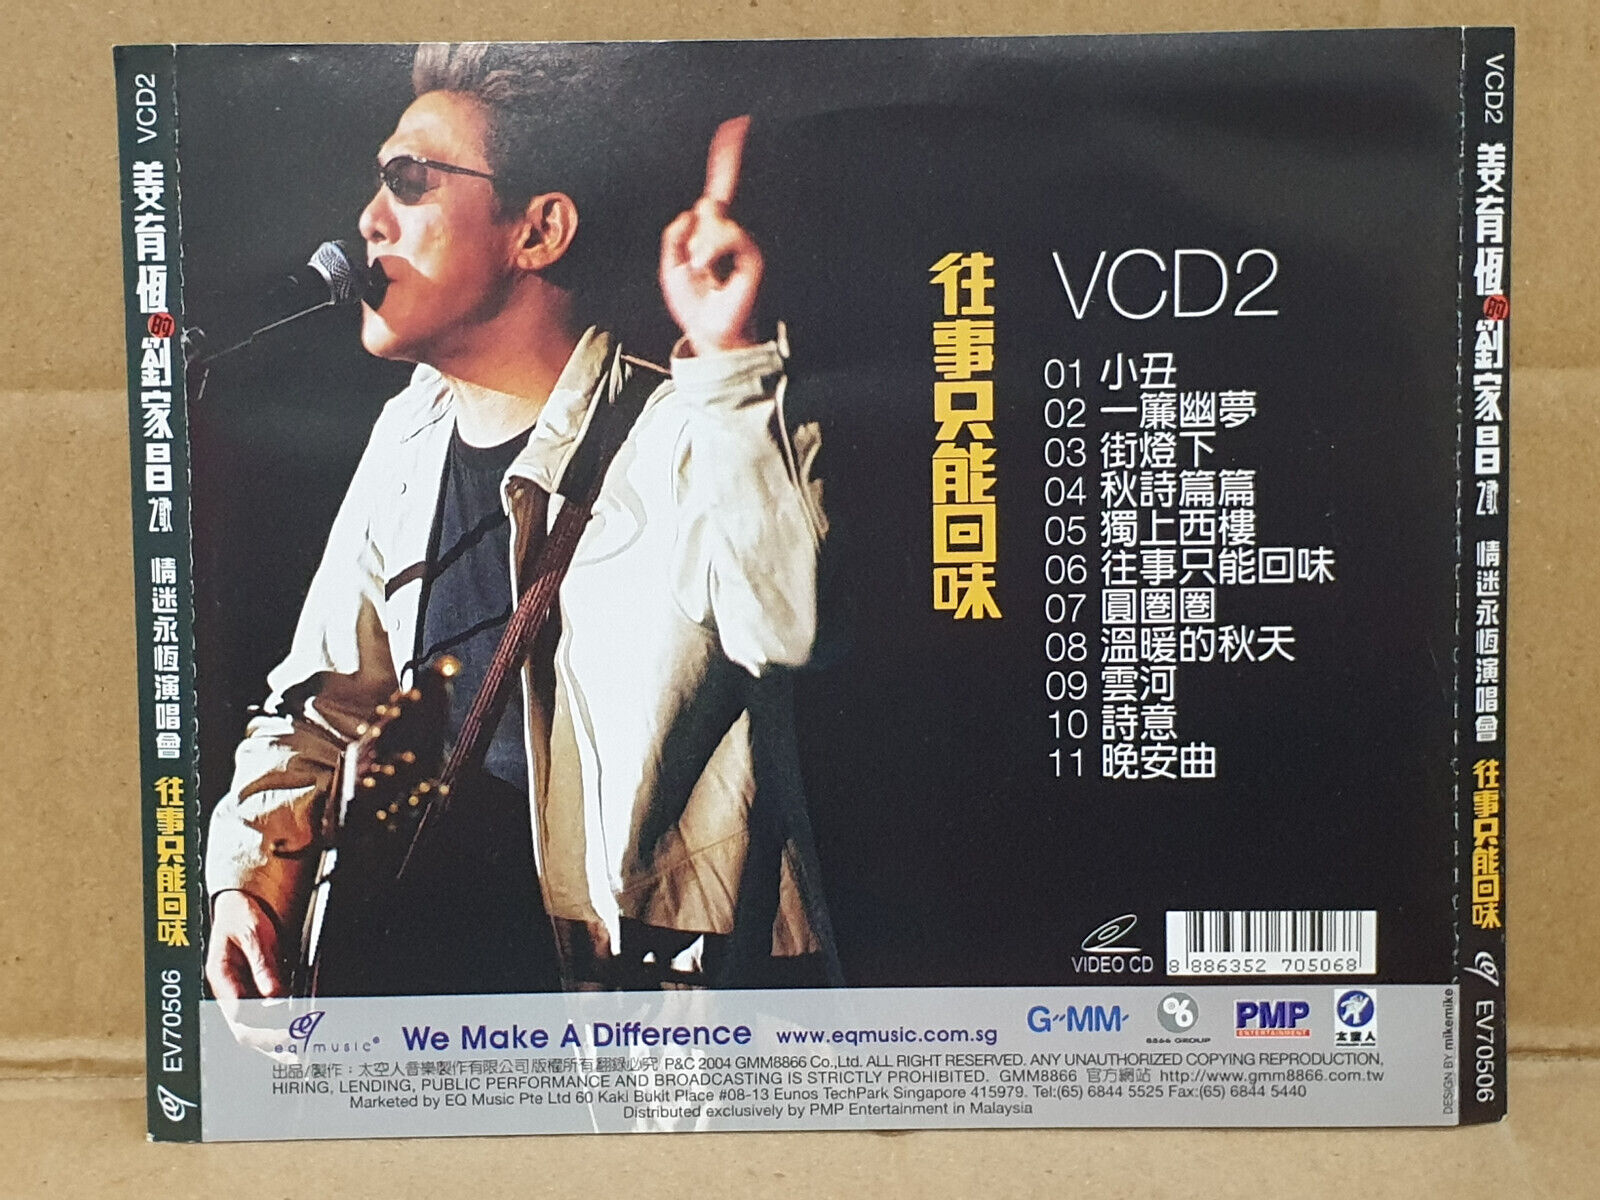 VCD2
姜育恆的劉家昌之歌
情迷永恆演唱會
往事只能回味
EV70506
往事只能回味
VCD2
01 小丑
02 一簾幽夢
03 街燈下
04 秋詩篇篇
05 獨上西樓
06 往事只能回味
07 圓圈圈
08 溫暖的秋天
09 雲河
10 詩意
11 晚安曲
VIDEO CD
8 886352 705068
eq music®
We Make A Difference
www.eqmusic.com.sg
G"MM'
8866 GROUP
PMP
ENTERTAINMENT
太空人
出品/製作：太空人音樂製作有限公司 版權所有 翻錄必究 P&C 2004 GMM8866 Co.,Ltd. ALL RIGHT RESERVED. ANY UNAUTHORIZED COPYING REPRODUCTION,
HIRING, LENDING, PUBLIC PERFORMANCE AND BROADCASTING IS STRICTLY PROHIBITED. GMM8866 官方網站 http://www.gmm8866.com.tw
Marketed by EQ Music Pte Ltd 60 Kaki Bukit Place #08-13 Eunos TechPark Singapore 415979. Tel:(65) 6844 5525 Fax:(65) 6844 5440
Distributed exclusively by PMP Entertainment in Malaysia
DESIGN BY mikemike
VCD2
姜育恆的劉家昌之歌
情迷永恆演唱會
往事只能回味
EV70506